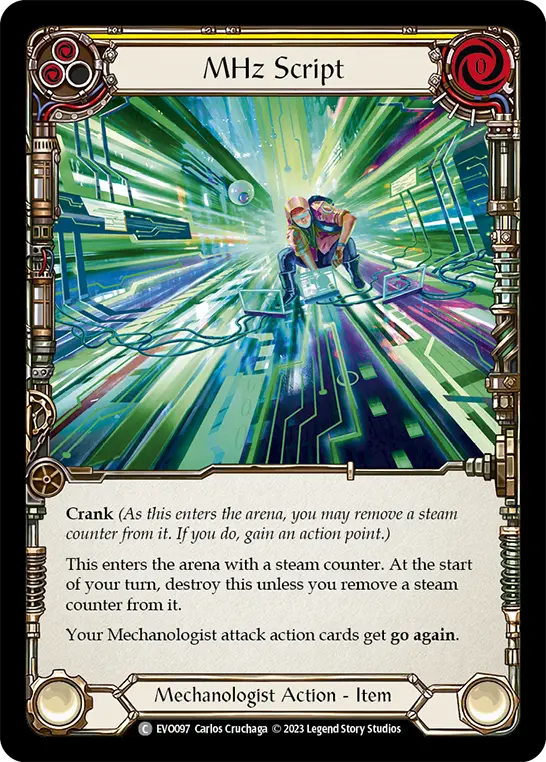 MHz Script
0
Crank (As this enters the arena, you may remove a steam
counter from it. If you do, gain an action point.)
This enters the arena with a steam counter. At the start
of your turn, destroy this unless you remove a steam
counter from it.
Your Mechanologist attack action cards get go again.
Mechanologist Action - Item
C EVO097 Carlos Cruchaga © 2023 Legend Story Studios